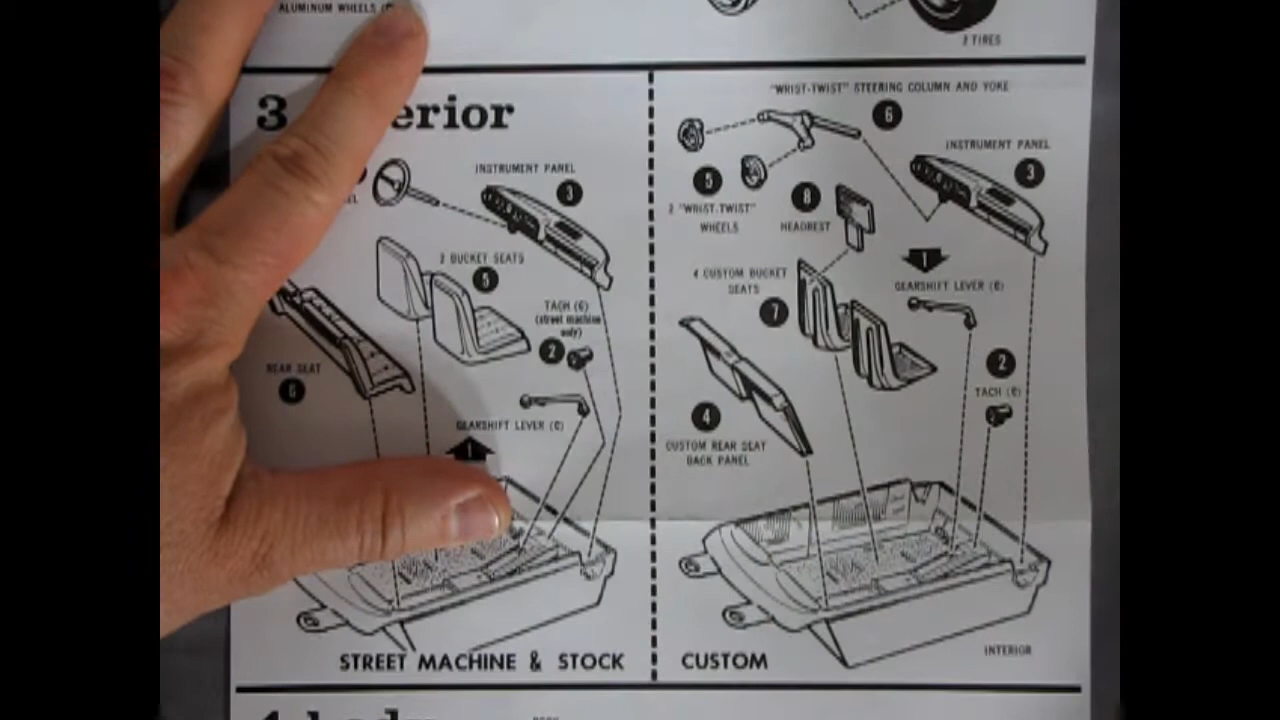 ALUMINUM WHEELS (C
2 TIRES
3 erior
INSTRUMENT PANEL
3
2 BUCKET SEATS
5
TACH (C)
(street machine
only)
2
REAR SEAT
6
GEARSHIFT LEVER (C)
1
STREET MACHINE & STOCK
"WRIST-TWIST" STEERING COLUMN AND YOKE
6
INSTRUMENT PANEL
3
5
2 "WRIST-TWIST"
WHEELS
8
HEADREST
1
GEARSHIFT LEVER (C)
4 CUSTOM BUCKET
SEATS
7
2
TACH (C)
4
CUSTOM REAR SEAT
BACK PANEL
INTERIOR
CUSTOM